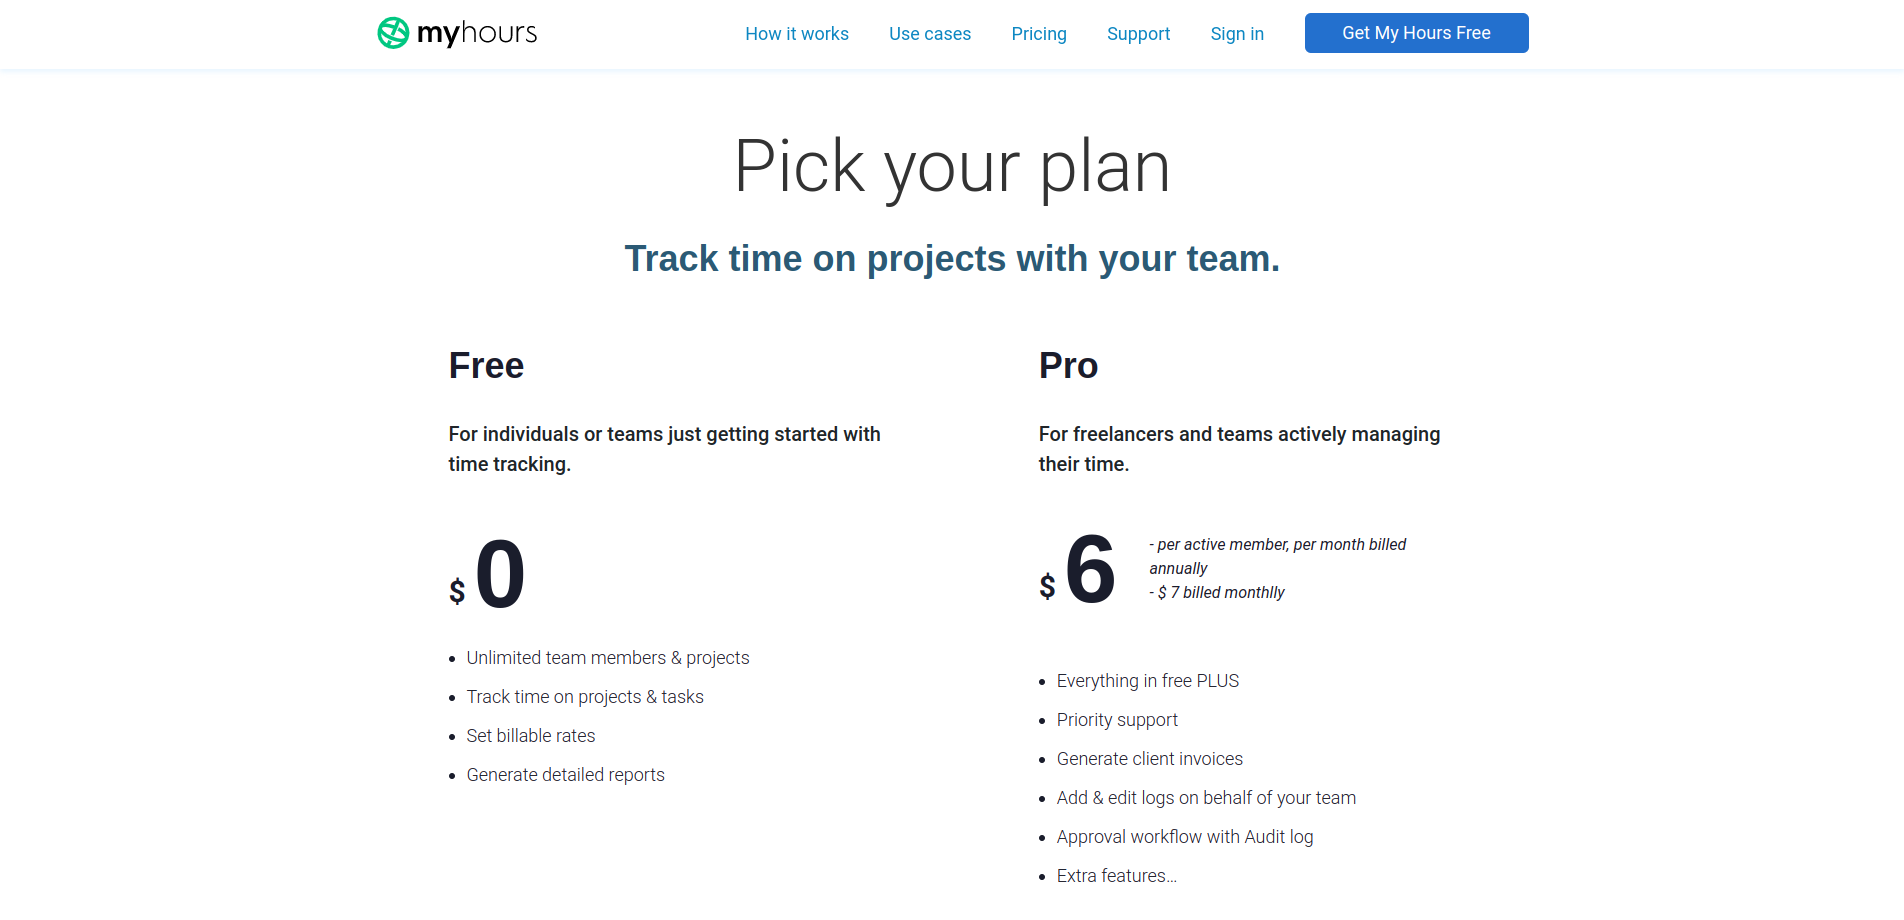 myhours
How it works
Use cases
Pricing
Support
Sign in
Get My Hours Free
Pick your plan
Track time on projects with your team.
Free
For individuals or teams just getting started with
time tracking.
$ 0
Unlimited team members & projects
Track time on projects & tasks
Set billable rates
Generate detailed reports
Pro
For freelancers and teams actively managing
their time.
$ 6
- per active member, per month billed
annually
- $ 7 billed monthlly
Everything in free PLUS
Priority support
Generate client invoices
Add & edit logs on behalf of your team
Approval workflow with Audit log
Extra features...